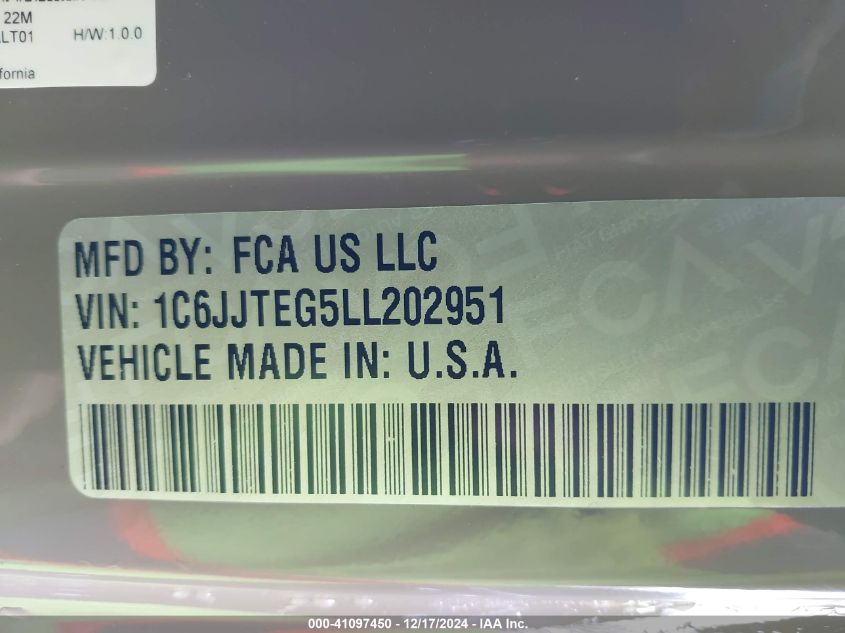 22M
LT01 H/W:1.0.0
fornia
MFD BY: FCA US LLC
VIN: 1C6JJTEG5LL202951
VEHICLE MADE IN: U.S.A.
000-41097450 - 12/17/2024 - IAA Inc.